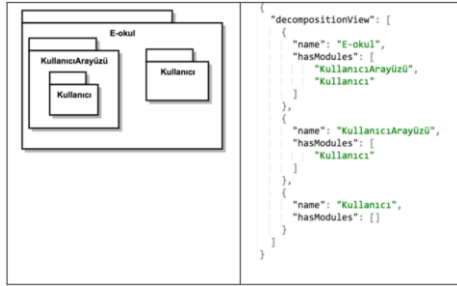 E-okul
KullanıcıArayüzü
Kullanıcı
Kullanıcı
{
"decompositionView": [
{
"name": "E-okul",
"hasModules": [
"KullanıcıArayüzü",
"Kullanıcı"
]
},
{
"name": "KullanıcıArayüzü",
"hasModules": [
"Kullanıcı"
]
},
{
"name": "Kullanıcı",
"hasModules": []
}
]
}